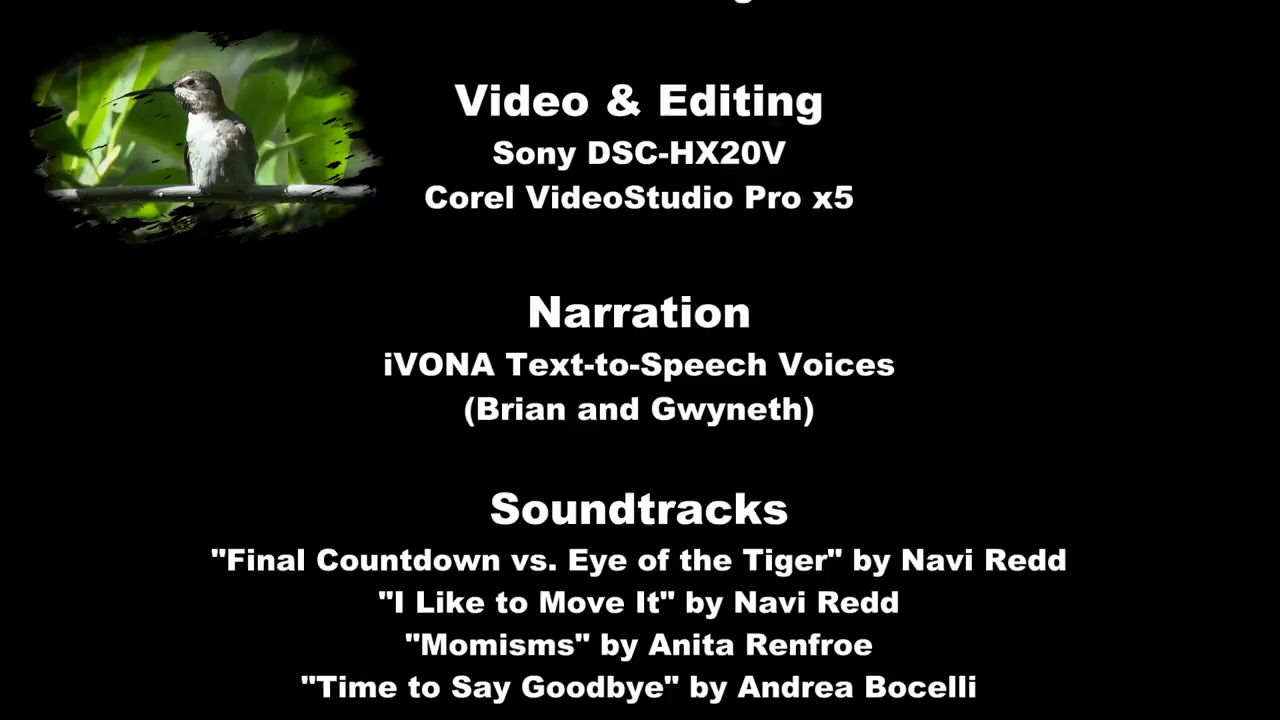 Video & Editing
Sony DSC-HX20V
Corel VideoStudio Pro x5
Narration
iVONA Text-to-Speech Voices
(Brian and Gwyneth)
Soundtracks
"Final Countdown vs. Eye of the Tiger" by Navi Redd
"I Like to Move It" by Navi Redd
"Momisms" by Anita Renfroe
"Time to Say Goodbye" by Andrea Bocelli